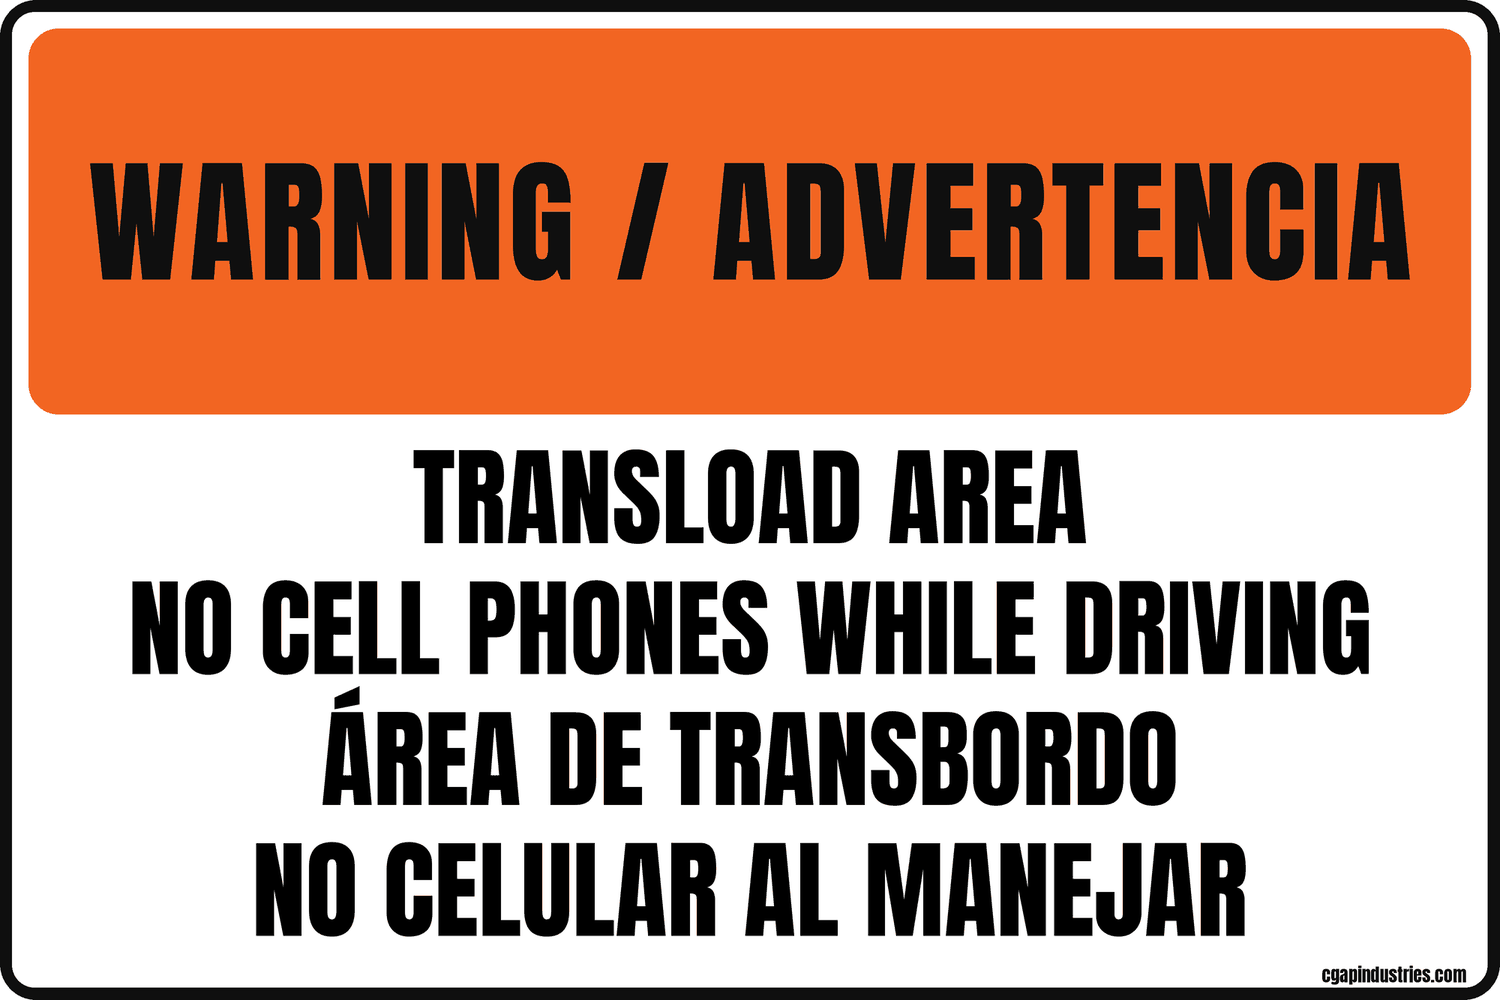 WARNING / ADVERTENCIA
TRANSLOAD AREA
NO CELL PHONES WHILE DRIVING
ÁREA DE TRANSBORDO
NO CELULAR AL MANEJAR
cgapindustries.com